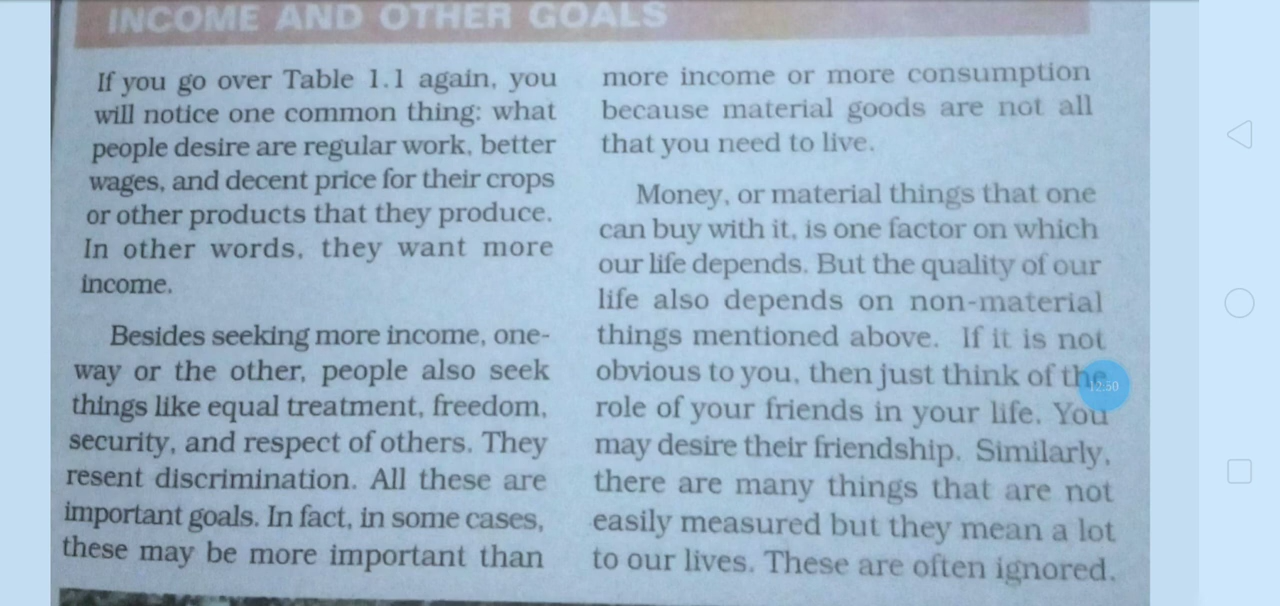 INCOME AND OTHER GOALS
If you go over Table 1.1 again, you
will notice one common thing: what
people desire are regular work, better
wages, and decent price for their crops
or other products that they produce.
In other words, they want more
income.
Besides seeking more income, one-
way or the other, people also seek
things like equal treatment, freedom,
security, and respect of others. They
resent discrimination. All these are
important goals. In fact, in some cases,
these may be more important than
more income or more consumption
because material goods are not all
that you need to live.
Money, or material things that one
can buy with it, is one factor on which
our life depends. But the quality of our
life also depends on non-material
things mentioned above. If it is not
obvious to you, then just think of the
role of your friends in your life. You
may desire their friendship. Similarly,
there are many things that are not
easily measured but they mean a lot
to our lives. These are often ignored.
12:50